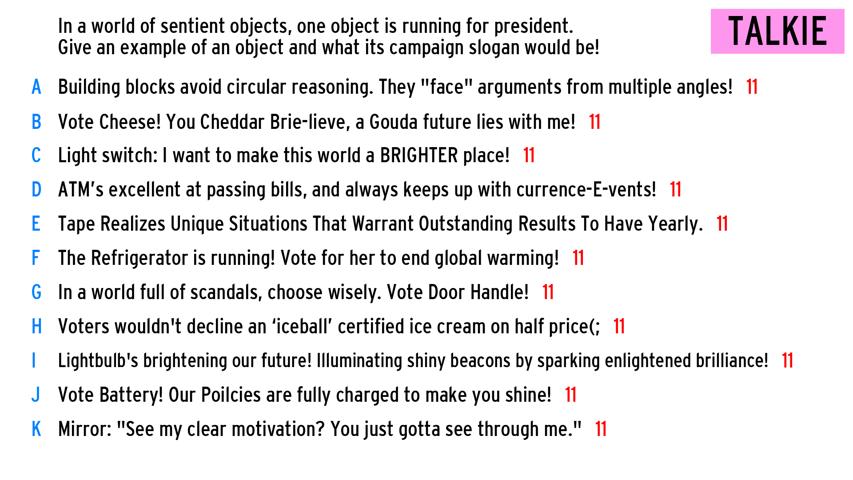 In a world of sentient objects, one object is running for president.
Give an example of an object and what its campaign slogan would be!
TALKIE
A Building blocks avoid circular reasoning. They "face" arguments from multiple angles! 11
B Vote Cheese! You Cheddar Brie-lieve, a Gouda future lies with me! 11
C Light switch: I want to make this world a BRIGHTER place! 11
D ATM's excellent at passing bills, and always keeps up with currence-E-vents! 11
E Tape Realizes Unique Situations That Warrant Outstanding Results To Have Yearly. 11
F The Refrigerator is running! Vote for her to end global warming! 11
G In a world full of scandals, choose wisely. Vote Door Handle! 11
H Voters wouldn't decline an ‘iceball’ certified ice cream on half price(; 11
I Lightbulb's brightening our future! Illuminating shiny beacons by sparking enlightened brilliance! 11
J Vote Battery! Our Poilcies are fully charged to make you shine! 11
K Mirror: "See my clear motivation? You just gotta see through me." 11